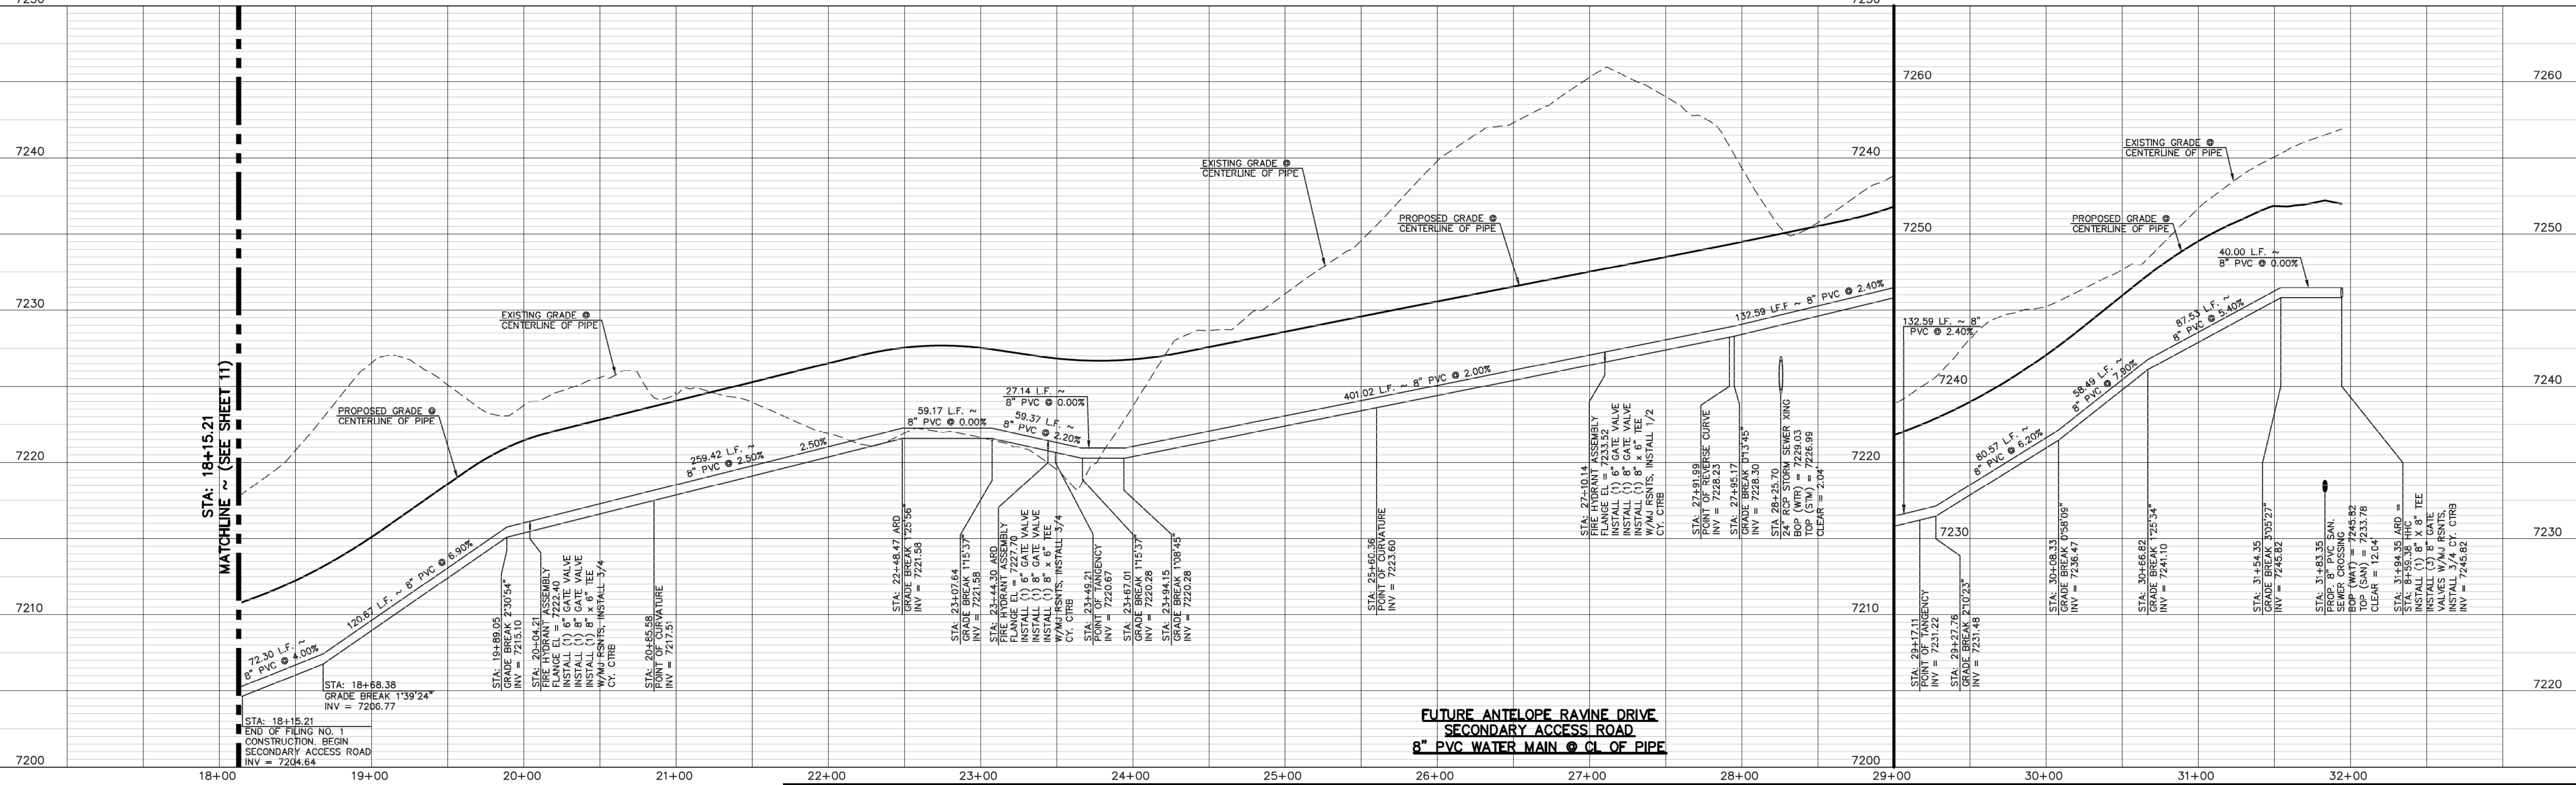 7250
7240
7230
7220
7210
7200
STA: 18+15.21
MATCHLINE ~ (SEE SHEET 11)
72.30 L.F. ~
8" PVC @ 4.00%
STA: 18+15.21
END OF FILING NO. 1
CONSTRUCTION. BEGIN
SECONDARY ACCESS ROAD
INV = 7204.64
STA: 18+68.38
GRADE BREAK 1°39'24"
INV = 7206.77
120.67 L.F. ~ 8" PVC @ 6.90%
PROPOSED GRADE @
CENTERLINE OF PIPE
EXISTING GRADE @
CENTERLINE OF PIPE
STA: 19+89.05
GRADE BREAK 2°30'54"
INV = 7215.10
STA: 20+04.21
FIRE HYDRANT ASSEMBLY
FLANGE EL = 7222.40
INSTALL (1) 6" GATE VALVE
INSTALL (1) 8" GATE VALVE
INSTALL (1) 8" x 6" TEE
W/MJ RSNTS, INSTALL 3/4
CY. CTRB
STA: 20+85.58
POINT OF CURVATURE
INV = 7217.51
259.42 L.F. ~
8" PVC @ 2.50%
2.50%
STA: 22+48.47 ARD
GRADE BREAK 1°25'56"
INV = 7221.58
59.17 L.F. ~
8" PVC @ 0.00%
STA: 23+07.64
GRADE BREAK 1°15'37"
INV = 7221.58
STA: 23+44.30 ARD
FIRE HYDRANT ASSEMBLY
FLANGE EL = 7227.70
INSTALL (1) 6" GATE VALVE
INSTALL (1) 8" GATE VALVE
INSTALL (1) 8" x 6" TEE
W/MJ RSNTS, INSTALL 3/4
CY. CTRB
27.14 L.F. ~
8" PVC @ 0.00%
59.37 L.F. ~
8" PVC @ 2.20%
STA: 23+49.21
POINT OF TANGENCY
INV = 7220.67
STA: 23+67.01
GRADE BREAK 1°15'37"
INV = 7220.28
STA: 23+94.15
GRADE BREAK 1°08'45"
INV = 7220.28
EXISTING GRADE @
CENTERLINE OF PIPE
PROPOSED GRADE @
CENTERLINE OF PIPE
401.02 L.F. ~ 8" PVC @ 2.00%
STA: 25+60.36
POINT OF CURVATURE
INV = 7223.60
STA: 27+10.14
FIRE HYDRANT ASSEMBLY
FLANGE EL = 7233.52
INSTALL (1) 6" GATE VALVE
INSTALL (1) 8" GATE VALVE
INSTALL (1) 8" x 6" TEE
W/MJ RSNTS, INSTALL 1/2
CY. CTRB
132.59 LF.F ~ 8" PVC @ 2.40%
STA: 27+91.99
POINT OF REVERSE CURVE
INV = 7228.23
STA: 27+95.17
GRADE BREAK 0°13'45"
INV = 7228.30
STA 28+25.70
24" RCP STORM SEWER XING
BOP (WTR) = 7229.03
TOP (STM) = 7226.99
CLEAR = 2.04'
FUTURE ANTELOPE RAVINE DRIVE
SECONDARY ACCESS ROAD
8" PVC WATER MAIN @ CL OF PIPE
7250
7240
7230
7220
7210
7200
7260
7250
7240
7230
132.59 LF. ~ 8"
PVC @ 2.40%
STA: 29+17.11
POINT OF TANGENCY
INV = 7231.22
STA: 29+27.76
GRADE BREAK 2°10'23"
INV = 7231.48
80.57 L.F. ~
8" PVC @ 6.20%
STA: 30+08.33
GRADE BREAK 0°58'09"
INV = 7236.47
58.49 L.F. ~
8" PVC @ 7.90%
STA: 30+66.82
GRADE BREAK 1°25'34"
INV = 7241.10
EXISTING GRADE @
CENTERLINE OF PIPE
PROPOSED GRADE @
CENTERLINE OF PIPE
87.53 L.F. ~
8" PVC @ 5.40%
40.00 L.F. ~
8" PVC @ 0.00%
STA: 31+54.35
GRADE BREAK 3°05'27"
INV = 7245.82
STA: 31+83.35
PROP. 8" PVC SAN.
SEWER CROSSING
BOP (WAT) = 7245.82
TOP (SAN) = 7233.78
CLEAR = 12.04'
STA: 31+94.35 ARD =
STA: 8+59.38 HHC
INSTALL (1) 8" X 8" TEE
INSTALL (3) 8" GATE
VALVES W/MJ RSNTS,
INSTALL 3/4 CY. CTRB
INV = 7245.82
7260
7250
7240
7230
7220
18+00
19+00
20+00
21+00
22+00
23+00
24+00
25+00
26+00
27+00
28+00
29+00
30+00
31+00
32+00